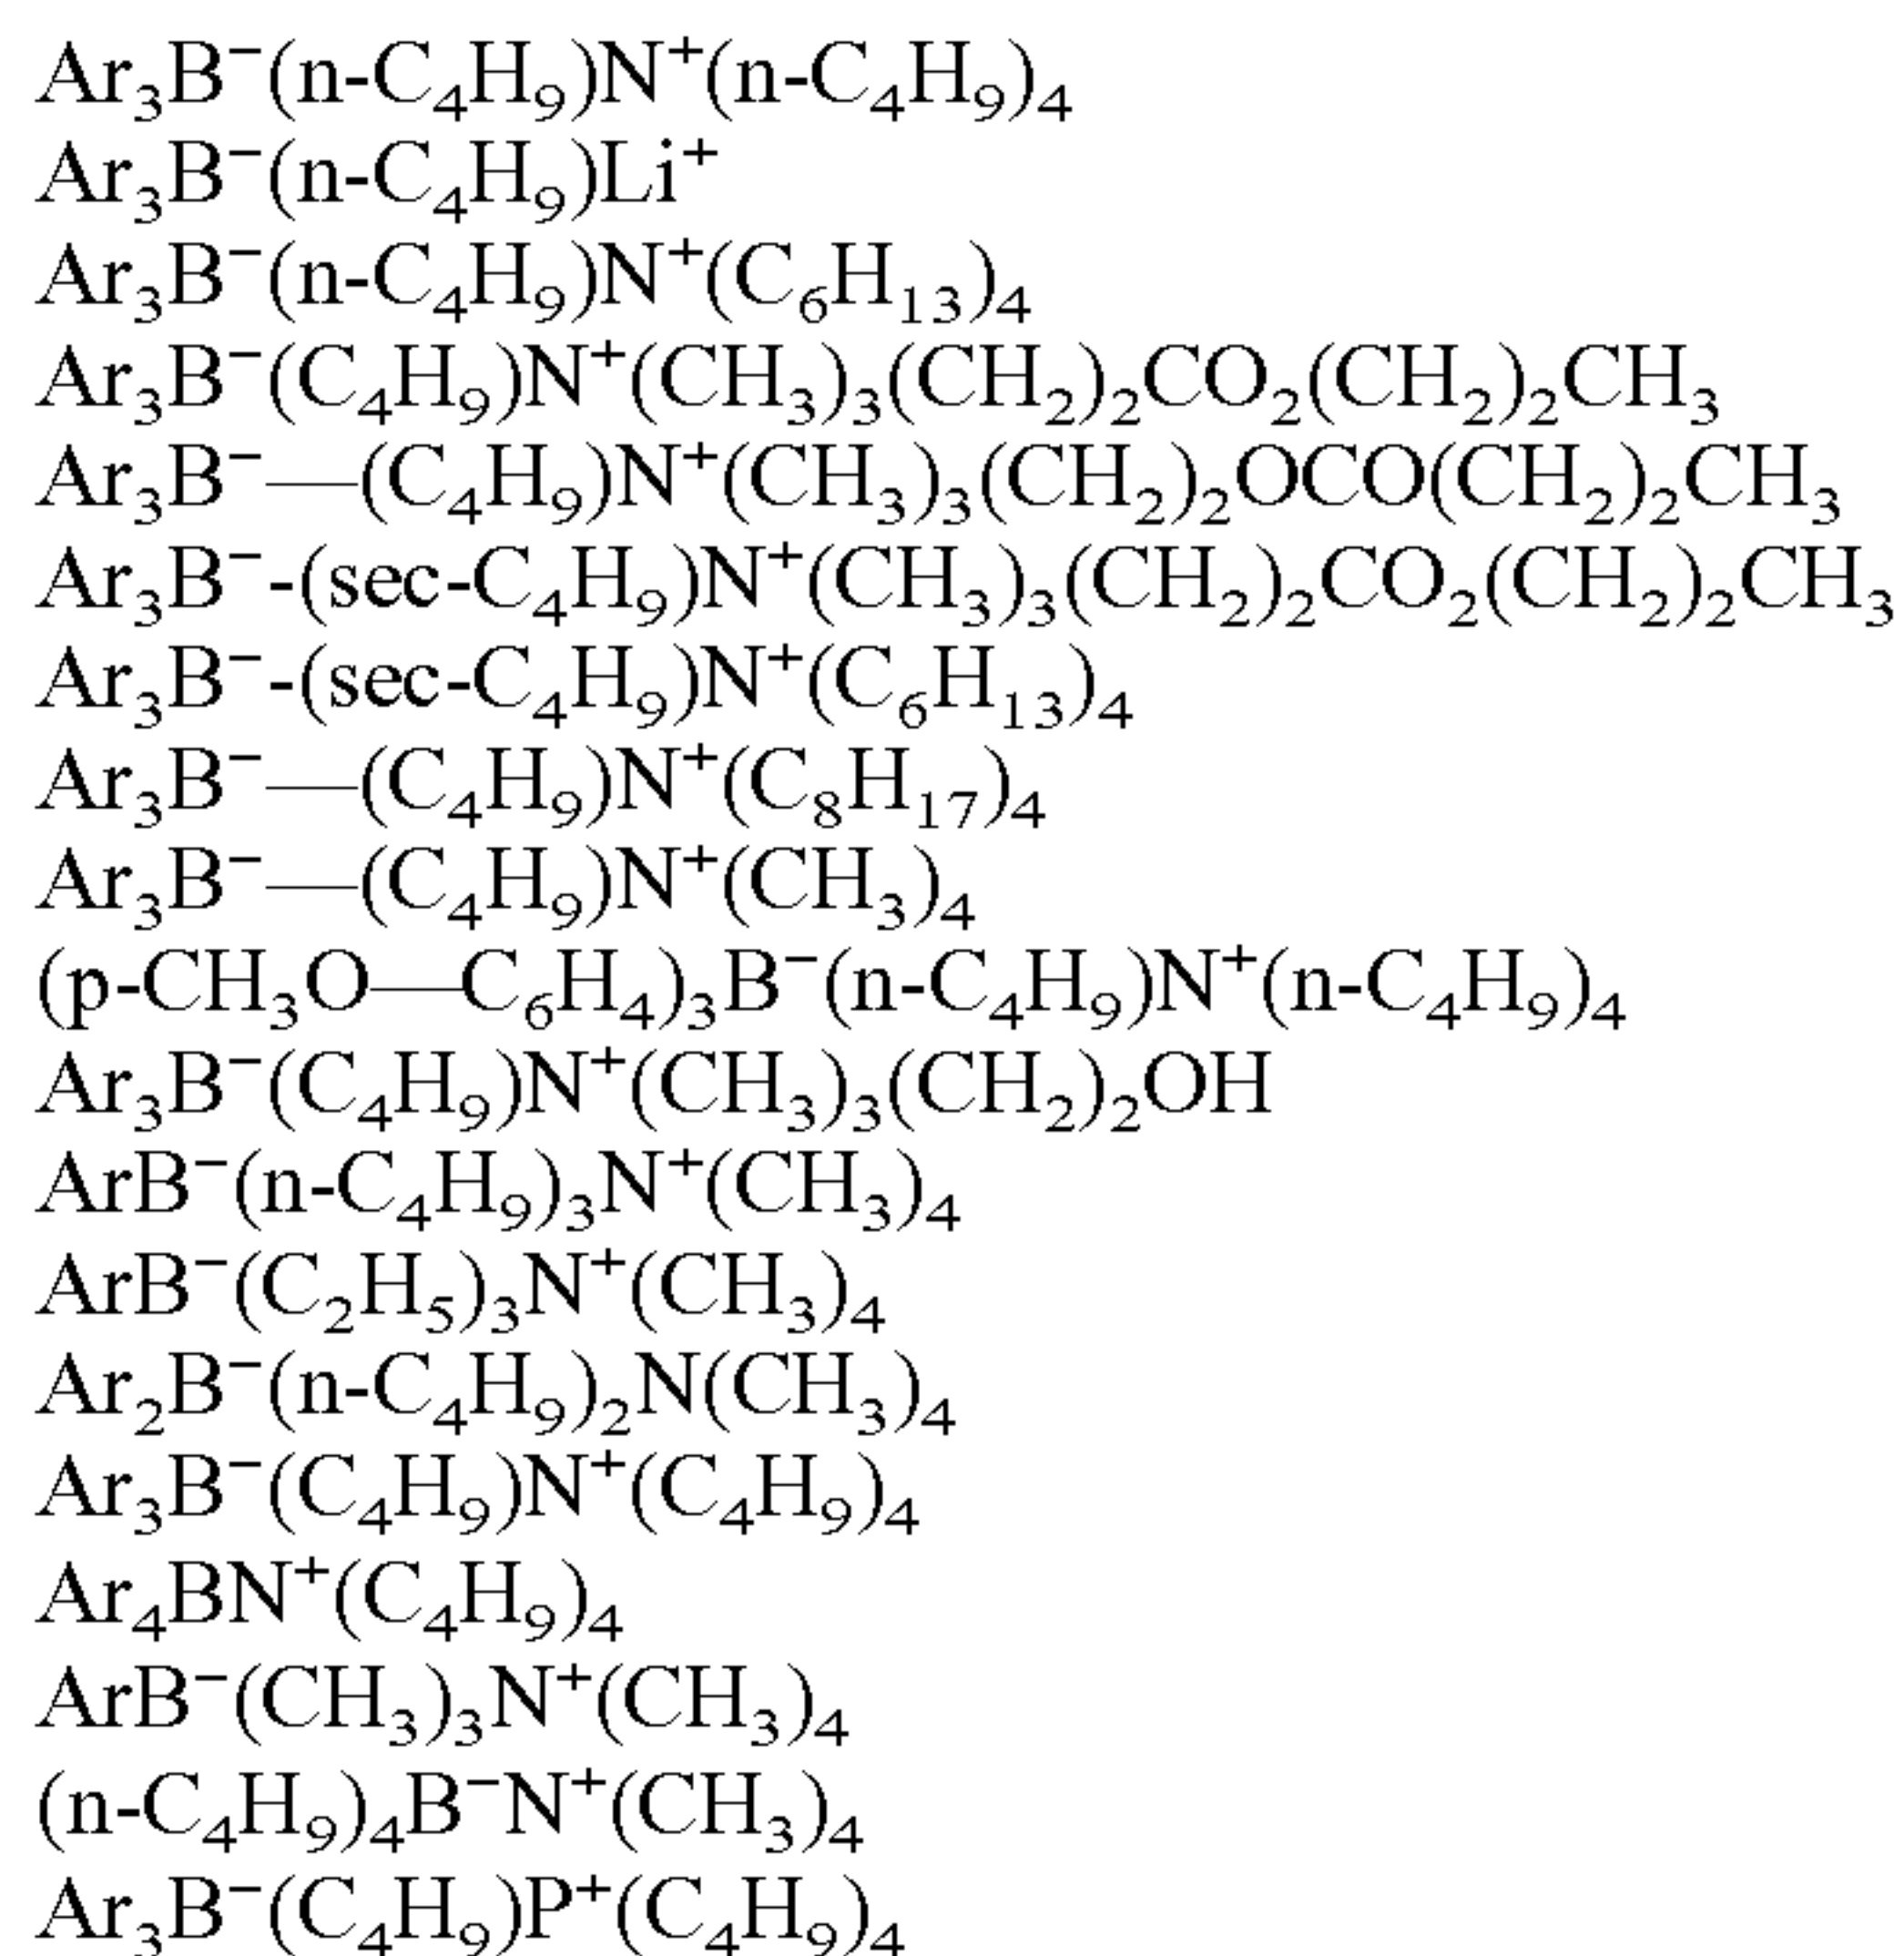 Ar₃B⁻(n-C₄H₉)N⁺(n-C₄H₉)₄
Ar₃B⁻(n-C₄H₉)Li⁺
Ar₃B⁻(n-C₄H₉)N⁺(C₆H₁₃)₄
Ar₃B⁻(C₄H₉)N⁺(CH₃)₃(CH₂)₂CO₂(CH₂)₂CH₃
Ar₃B⁻—(C₄H₉)N⁺(CH₃)₃(CH₂)₂OCO(CH₂)₂CH₃
Ar₃B⁻-(sec-C₄H₉)N⁺(CH₃)₃(CH₂)₂CO₂(CH₂)₂CH₃
Ar₃B⁻-(sec-C₄H₉)N⁺(C₆H₁₃)₄
Ar₃B⁻—(C₄H₉)N⁺(C₈H₁₇)₄
Ar₃B⁻—(C₄H₉)N⁺(CH₃)₄
(p-CH₃O—C₆H₄)₃B⁻(n-C₄H₉)N⁺(n-C₄H₉)₄
Ar₃B⁻(C₄H₉)N⁺(CH₃)₃(CH₂)₂OH
ArB⁻(n-C₄H₉)₃N⁺(CH₃)₄
ArB⁻(C₂H₅)₃N⁺(CH₃)₄
Ar₂B⁻(n-C₄H₉)₂N(CH₃)₄
Ar₃B⁻(C₄H₉)N⁺(C₄H₉)₄
Ar₄BN⁺(C₄H₉)₄
ArB⁻(CH₃)₃N⁺(CH₃)₄
(n-C₄H₉)₄B⁻N⁺(CH₃)₄
Ar₃B⁻(C₄H₉)P⁺(C₄H₉)₄